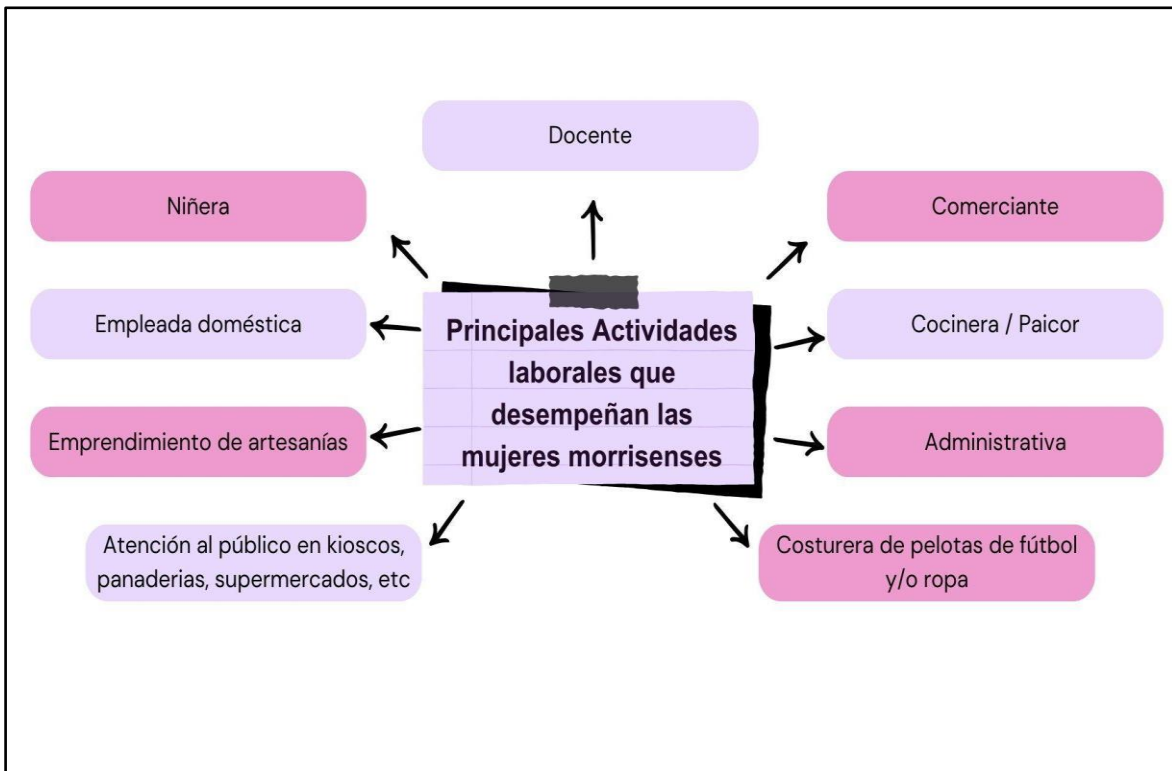 Docente
Niñera
Comerciante
Empleada doméstica
Cocinera / Paicor
Principales Actividades
laborales que
desempeñan las
mujeres morrisenses
Emprendimiento de artesanías
Administrativa
Atención al público en kioscos,
panaderias, supermercados, etc
Costurera de pelotas de fútbol
y/o ropa